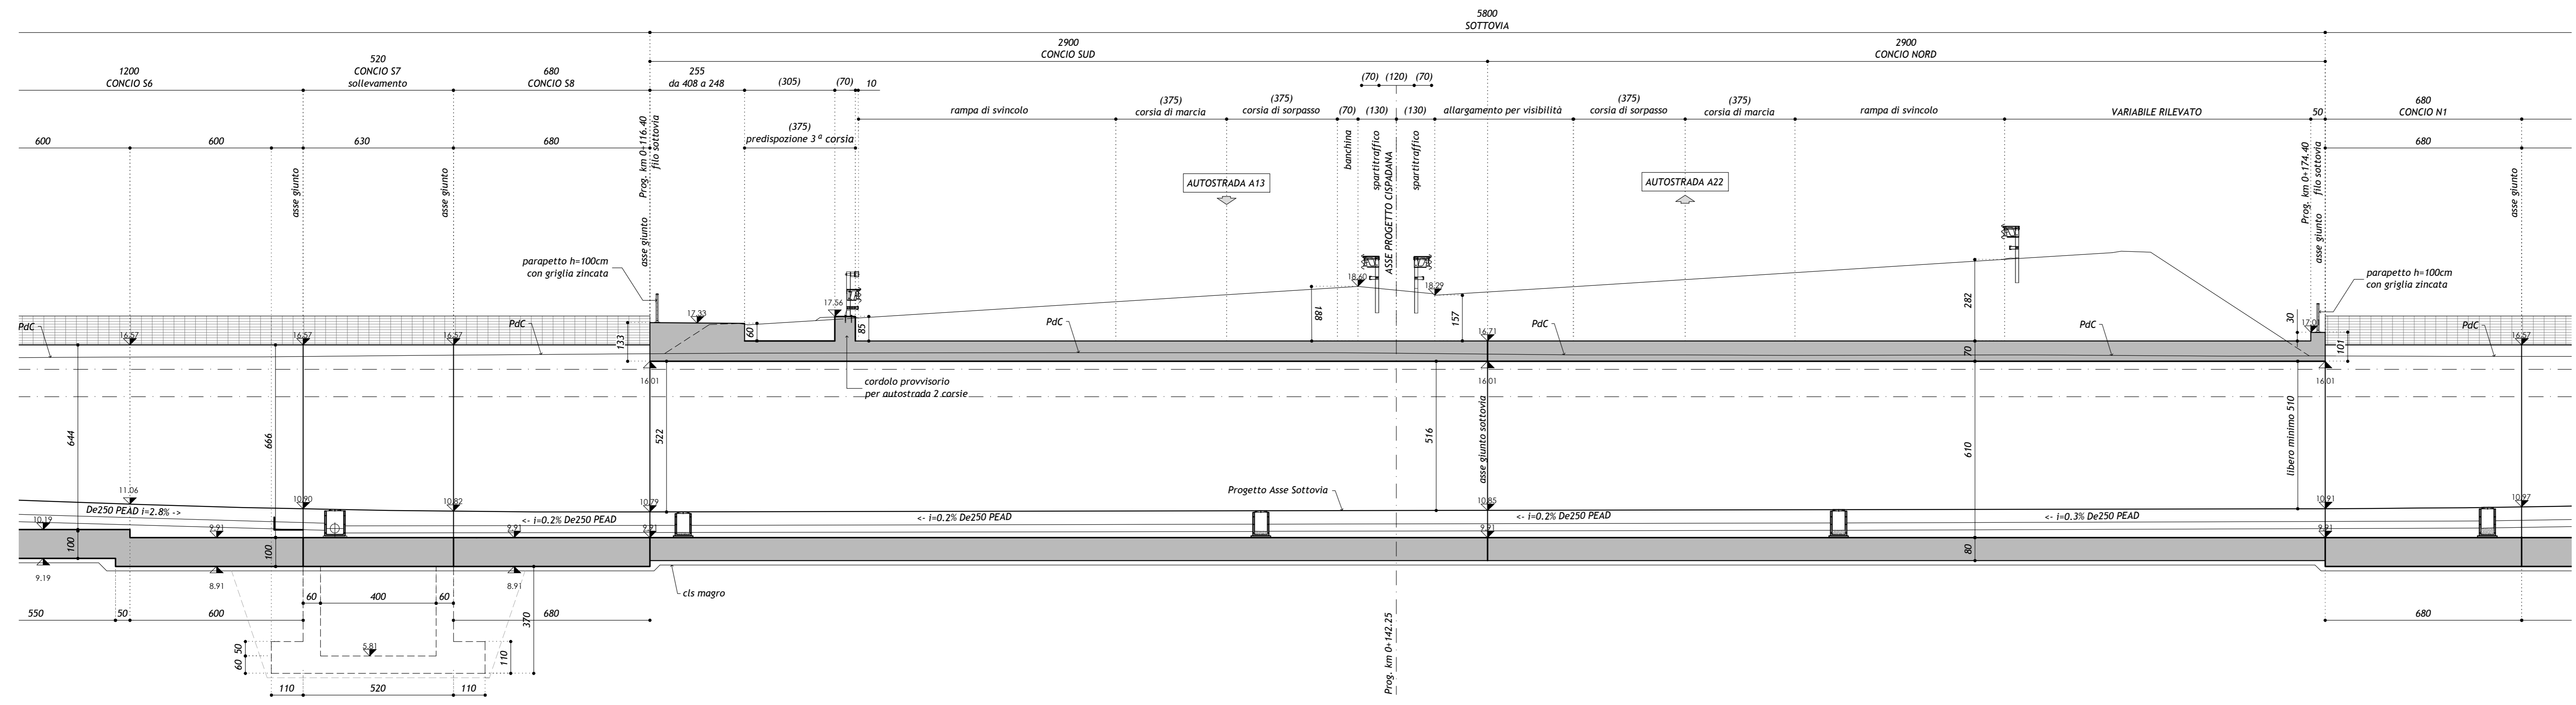 5800
SOTTOVIA
2900
CONCIO SUD
2900
CONCIO NORD
1200
CONCIO S6
520
CONCIO S7
sollevamento
680
CONCIO S8
255
da 408 a 248
(305)
(70)
10
(70)
(120)
(70)
680
CONCIO N1
rampa di svincolo
(375)
corsia di marcia
(375)
corsia di sorpasso
(70)
(130)
(130)
allargamento per visibilità
(375)
corsia di sorpasso
(375)
corsia di marcia
rampa di svincolo
VARIABILE RILEVATO
50
600
600
630
680
(375)
predisposizione 3ª corsia
680
asse giunto
asse giunto
asse giunto
Prog. km 0+116.40
filo sottovia
banchina
spartitraffico
ASSE PROGETTO CISPADANA
spartitraffico
AUTOSTRADA A13
AUTOSTRADA A22
asse giunto
Prog. km 0+174.40
filo sottovia
asse giunto
parapetto h=100cm
con griglia zincata
parapetto h=100cm
con griglia zincata
PdC
16.57
16.57
16.57
PdC
133
17.33
60
17.56
85
PdC
188
18.60
18.29
157
16.71
PdC
282
70
PdC
30
17.01
101
PdC
16.57
16.01
16.01
16.01
cordolo provvisorio
per autostrada 2 corsie
644
666
522
516
asse giunto sottovia
610
libero minimo 510
11.06
10.90
10.82
10.79
Progetto Asse Sottovia
10.85
10.91
10.97
De250 PEAD i=2.8% ->
<- i=0.2% De250 PEAD
<- i=0.2% De250 PEAD
<- i=0.2% De250 PEAD
<- i=0.3% De250 PEAD
10.19
9.91
9.91
9.91
9.91
9.91
100
100
80
9.19
8.91
8.91
cls magro
60
400
60
370
550
50
600
680
680
5.81
50
60
110
110
520
110
Prog. km 0+142.25